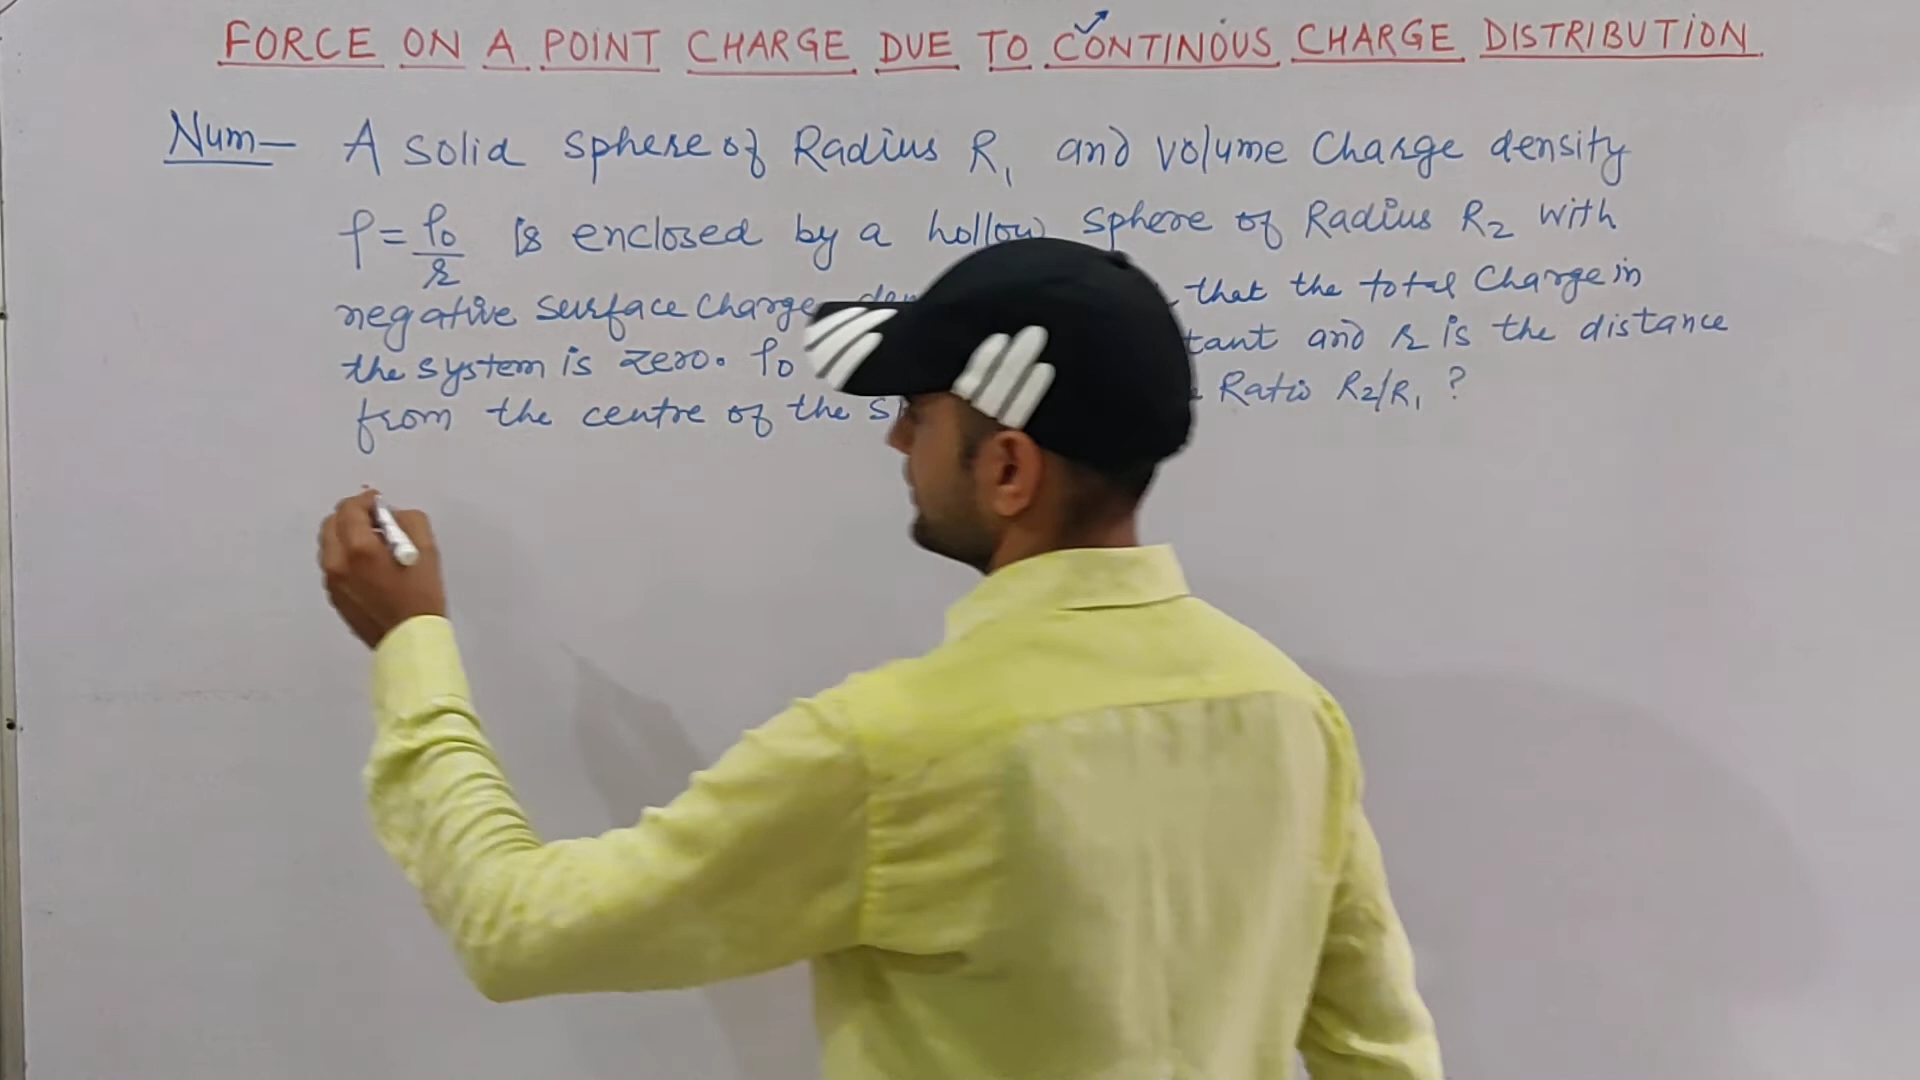 FORCE ON A POINT CHARGE DUE TO CONTINOUS CHARGE DISTRIBUTION
Num— A solid sphere of Radius R₁ and volume Charge density
ρ = ρ₀/r is enclosed by a hollow sphere of Radius R₂ with
negative surface charge that the total Charge in
the system is zero. ρ₀ and r is the distance
from the centre of the Ratio R₂/R₁ ?